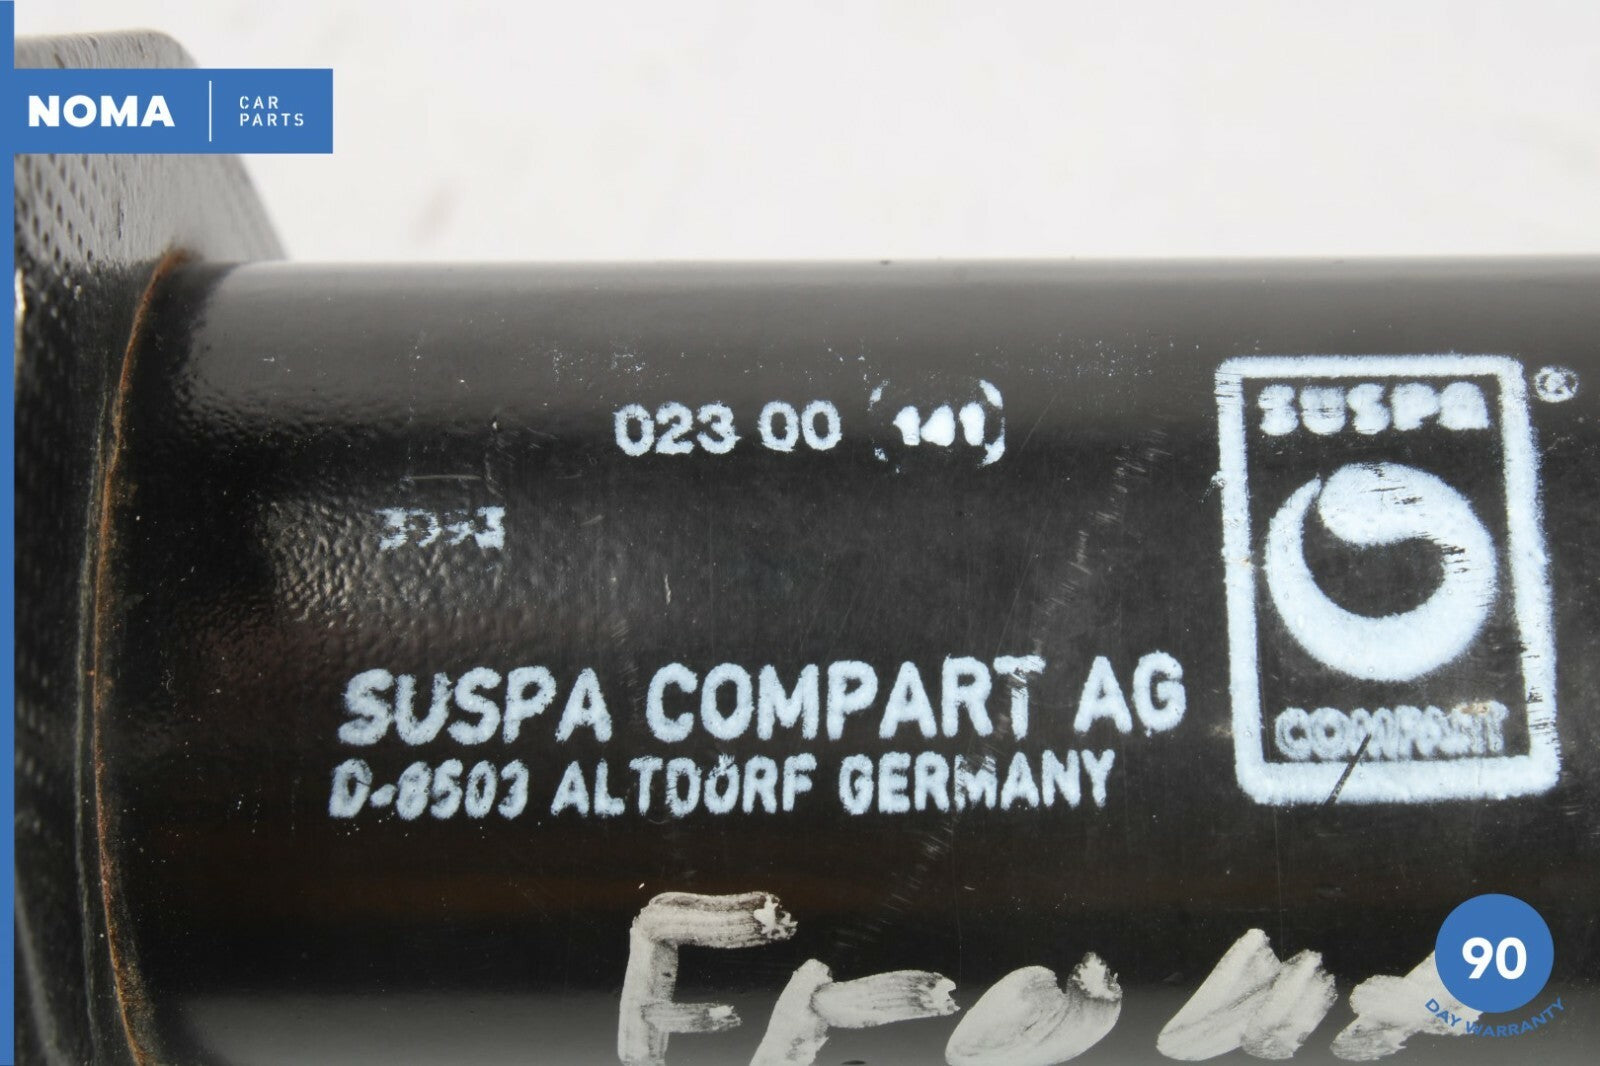 NOMA
CAR
PARTS
023 00 (141)
SUSPA
COMPART
®
SUSPA COMPART AG
D-8503 ALTDORF GERMANY
90
DAY WARRANTY